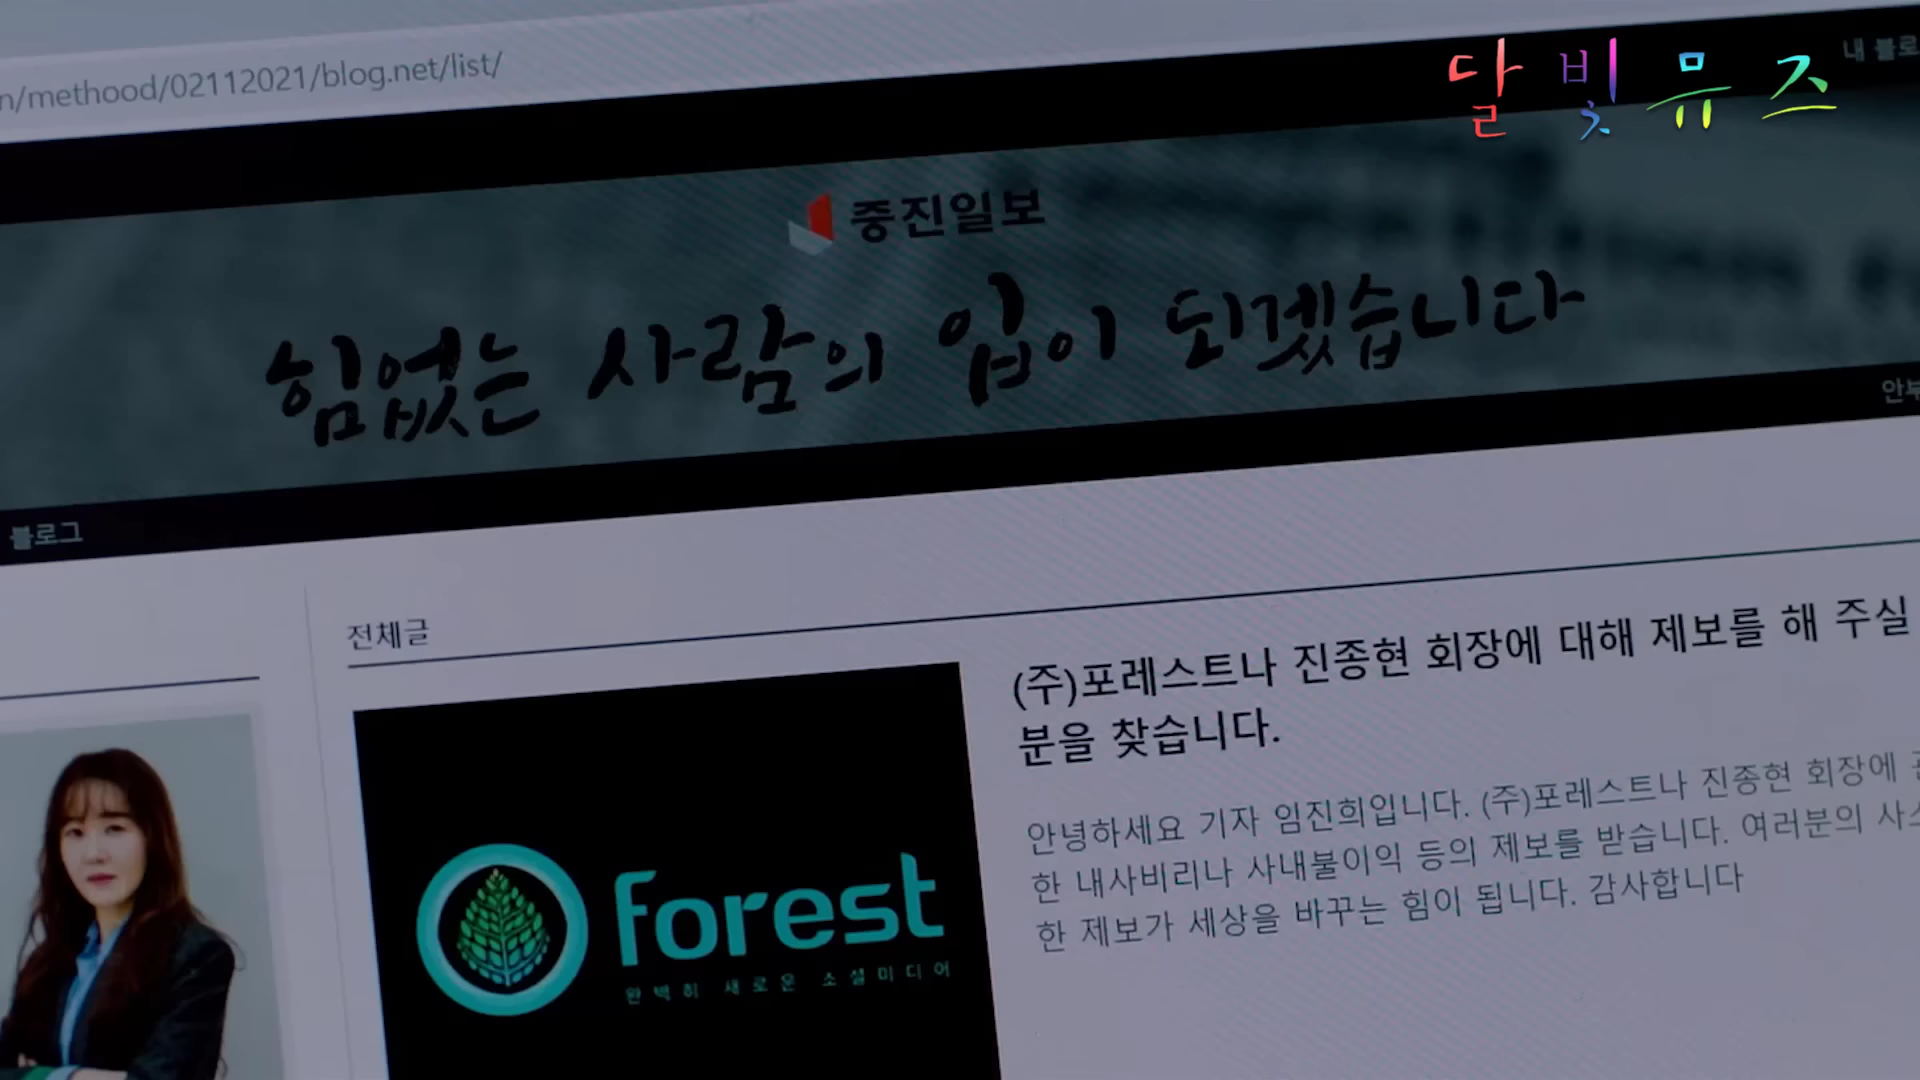 n/methood/02112021/blog.net/list/
달빛뮤즈
내 블로
중진일보
힘없는 사람의 입이 되겠습니다
블로그
전체글
forest
완벽히 새로운 소셜미디어
(주)포레스트나 진종현 회장에 대해 제보를 해 주실
분을 찾습니다.
안녕하세요 기자 임진희입니다. (주)포레스트나 진종현 회장에
한 내사비리나 사내불이익 등의 제보를 받습니다. 여러분의
한 제보가 세상을 바꾸는 힘이 됩니다. 감사합니다